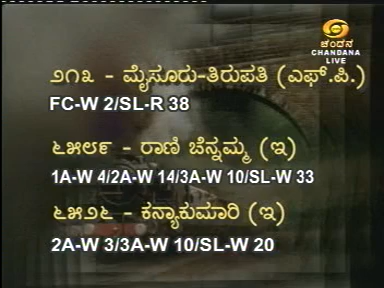 ಚಂದನ
CHANDANA
LIVE
೨೧೩ - ಮೈಸೂರು-ತಿರುಪತಿ (ಎಫ್.ಪಿ.)
FC-W 2/SL-R 38
೬೫೮೯ - ರಾಣಿ ಚೆನ್ನಮ್ಮ (ಇ)
1A-W 4/2A-W 14/3A-W 10/SL-W 33
೬೫೨೬ - ಕನ್ಯಾಕುಮಾರಿ (ಇ)
2A-W 3/3A-W 10/SL-W 20